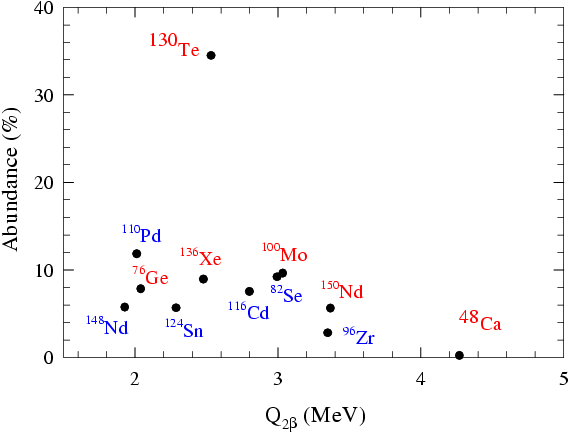 40
30
20
10
0
Abundance (%)
¹³⁰Te
¹¹⁰Pd
⁷⁶Ge
¹³⁶Xe
¹⁰⁰Mo
¹⁴⁸Nd
¹²⁴Sn
¹¹⁶Cd
⁸²Se
¹⁵⁰Nd
⁹⁶Zr
⁴⁸Ca
2 3 4 5
Q₂ᵦ (MeV)